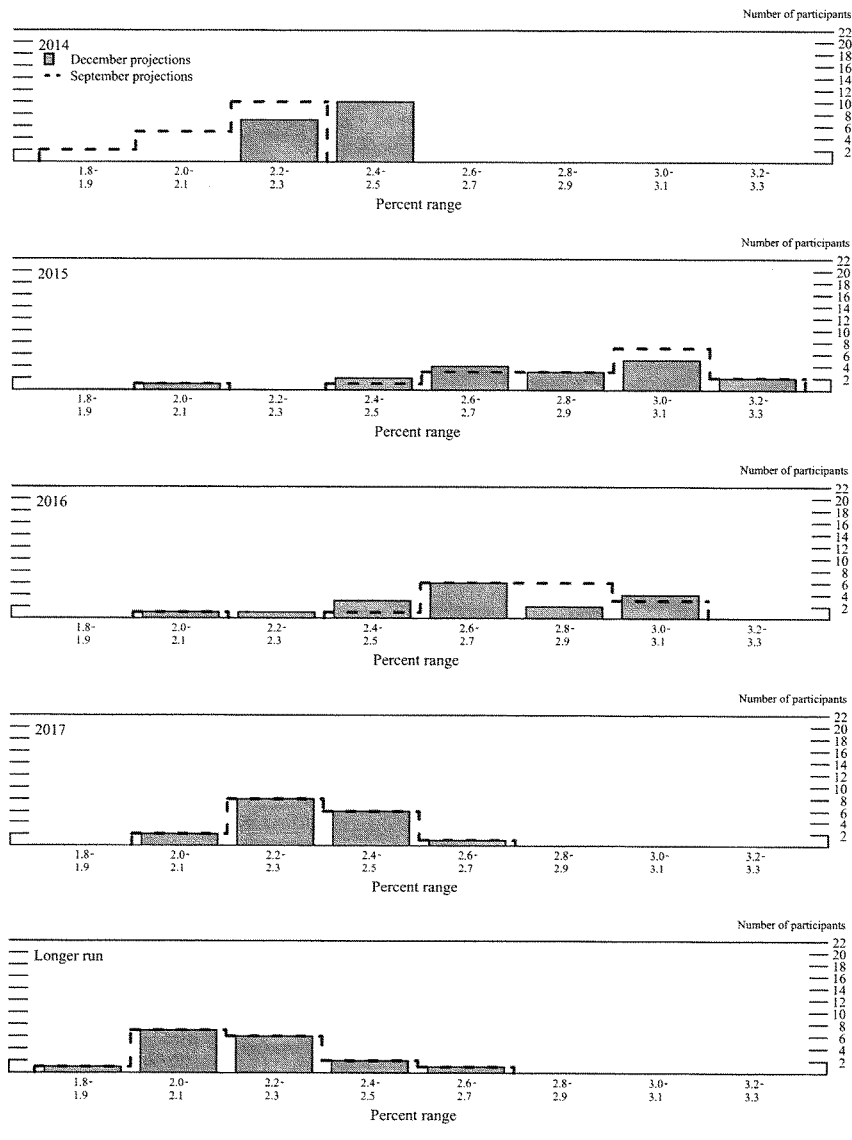 Number of participants
2014
December projections
September projections
22
20
18
16
14
12
10
8
6
4
2
1.8- 2.0- 2.2- 2.4- 2.6- 2.8- 3.0- 3.2-
1.9 2.1 2.3 2.5 2.7 2.9 3.1 3.3
Percent range
Number of participants
2015
22
20
18
16
14
12
10
8
6
4
2
1.8- 2.0- 2.2- 2.4- 2.6- 2.8- 3.0- 3.2-
1.9 2.1 2.3 2.5 2.7 2.9 3.1 3.3
Percent range
Number of participants
2016
22
20
18
16
14
12
10
8
6
4
2
1.8- 2.0- 2.2- 2.4- 2.6- 2.8- 3.0- 3.2-
1.9 2.1 2.3 2.5 2.7 2.9 3.1 3.3
Percent range
Number of participants
2017
22
20
18
16
14
12
10
8
6
4
2
1.8- 2.0- 2.2- 2.4- 2.6- 2.8- 3.0- 3.2-
1.9 2.1 2.3 2.5 2.7 2.9 3.1 3.3
Percent range
Number of participants
Longer run
22
20
18
16
14
12
10
8
6
4
2
1.8- 2.0- 2.2- 2.4- 2.6- 2.8- 3.0- 3.2-
1.9 2.1 2.3 2.5 2.7 2.9 3.1 3.3
Percent range